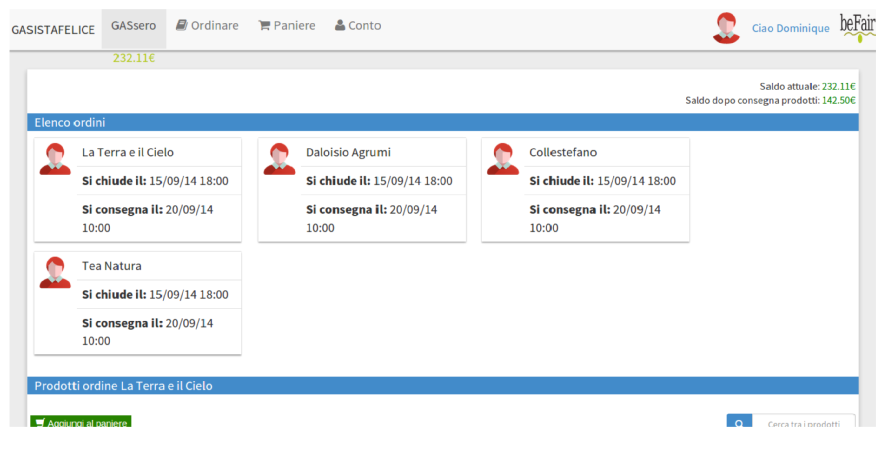 GASISTAFELICE GASsero Ordinare Paniere Conto Ciao Dominique beFair
232.11€
Saldo attuale: 232.11€
Saldo dopo consegna prodotti: 142.50€
Elenco ordini
La Terra e il Cielo
Si chiude il: 15/09/14 18:00
Si consegna il: 20/09/14
10:00
Daloisio Agrumi
Si chiude il: 15/09/14 18:00
Si consegna il: 20/09/14
10:00
Collestefano
Si chiude il: 15/09/14 18:00
Si consegna il: 20/09/14
10:00
Tea Natura
Si chiude il: 15/09/14 18:00
Si consegna il: 20/09/14
10:00
Prodotti ordine La Terra e il Cielo
Aggiungi al paniere Cerca tra i prodotti